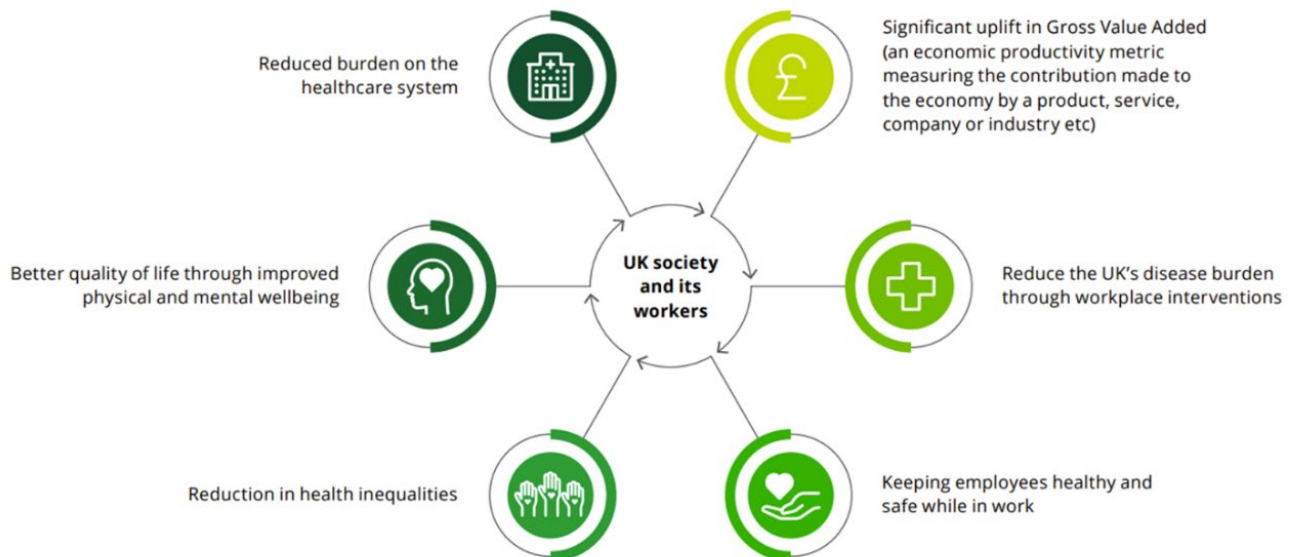 Reduced burden on the
healthcare system
Significant uplift in Gross Value Added
(an economic productivity metric
measuring the contribution made to
the economy by a product, service,
company or industry etc)
£
Better quality of life through improved
physical and mental wellbeing
UK society
and its
workers
Reduce the UK’s disease burden
through workplace interventions
Reduction in health inequalities
Keeping employees healthy and
safe while in work